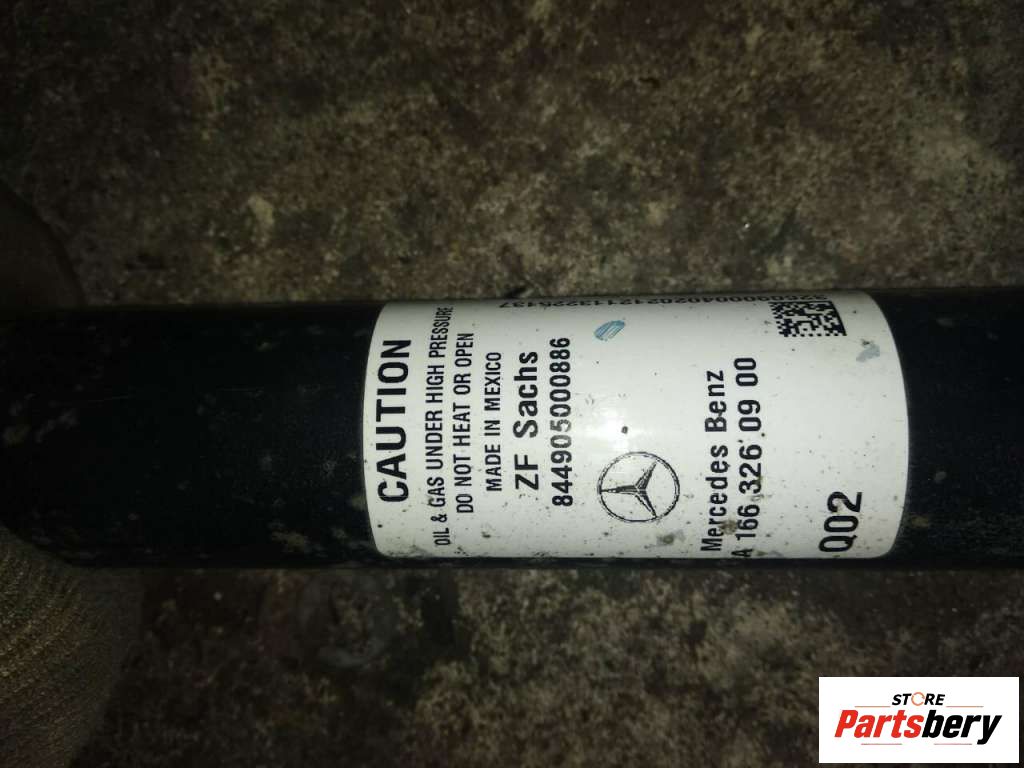 CAUTION
OIL & GAS UNDER HIGH PRESSURE
DO NOT HEAT OR OPEN
MADE IN MEXICO
ZF Sachs
844905000886
Mercedes Benz
A 166 326 09 00
Q02
STORE
Partsbery